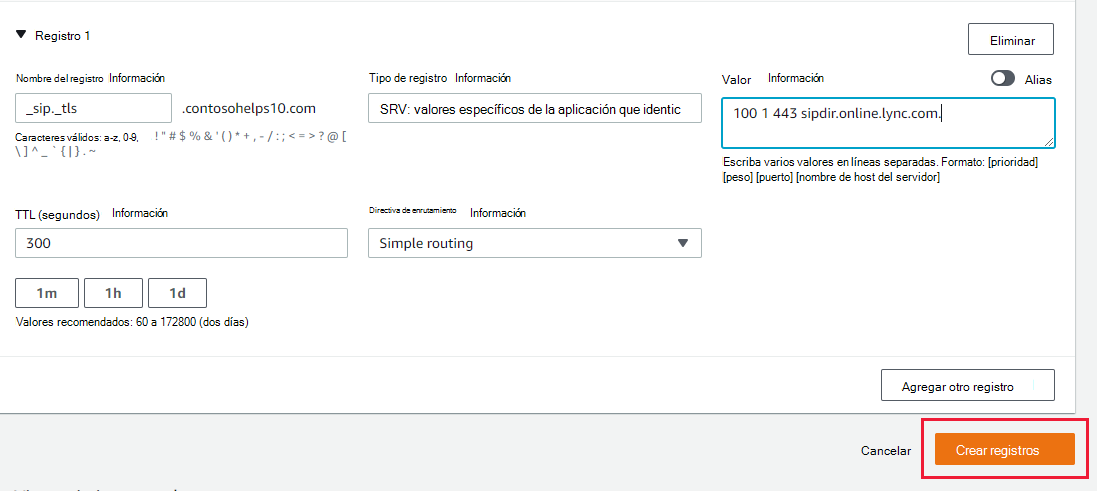 Registro 1
Eliminar
Nombre del registro Información
Tipo de registro Información
Valor Información
Alias
_sip._tls .contosohelps10.com
SRV: valores específicos de la aplicación que identic
100 1 443 sipdir.online.lync.com.
Caracteres válidos: a-z, 0-9, ! " # $ % & ' ( ) * + , - / : ; < = > ? @ [
\ ] ^ _ ` { | } . ~
Escriba varios valores en líneas separadas. Formato: [prioridad]
[peso] [puerto] [nombre de host del servidor]
TTL (segundos) Información
Directiva de enrutamiento Información
300
Simple routing
1m 1h 1d
Valores recomendados: 60 a 172800 (dos días)
Agregar otro registro
Cancelar
Crear registros